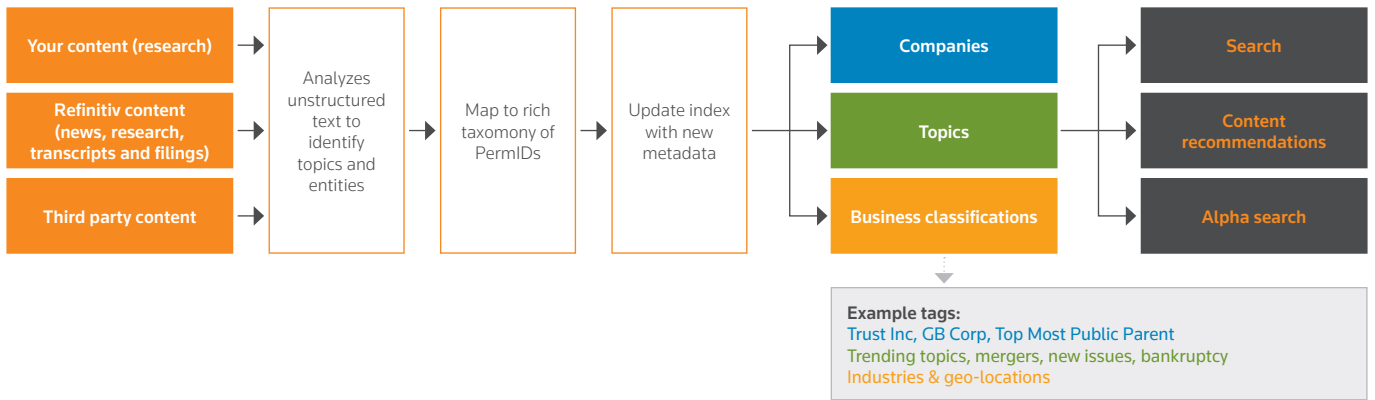 Your content (research)
Refinitiv content
(news, research,
transcripts and filings)
Third party content
Analyzes
unstructured
text to
identify
topics and
entities
Map to rich
taxomony of
PermIDs
Update index
with new
metadata
Companies
Topics
Business classifications
Search
Content
recommendations
Alpha search
Example tags:
Trust Inc, GB Corp, Top Most Public Parent
Trending topics, mergers, new issues, bankruptcy
Industries & geo-locations